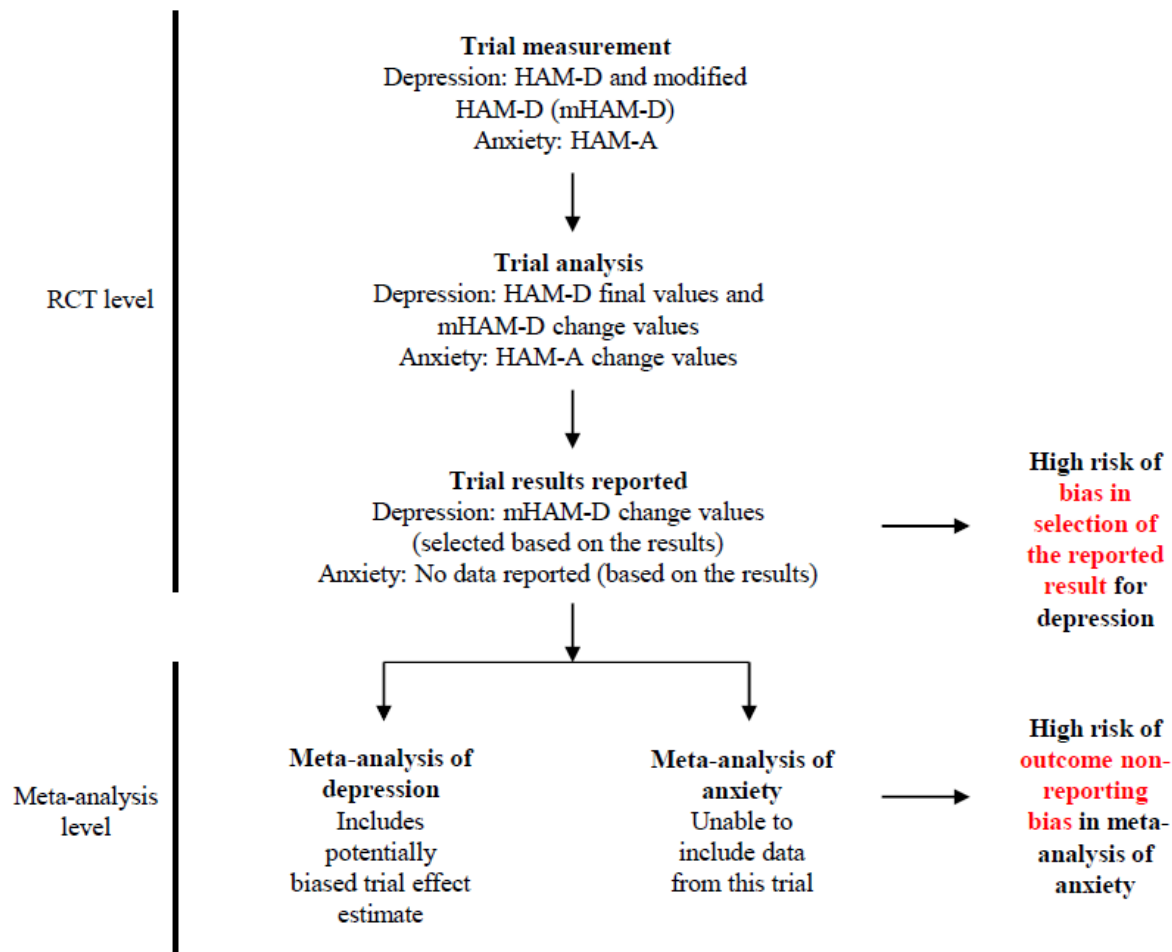 Trial measurement
Depression: HAM-D and modified
HAM-D (mHAM-D)
Anxiety: HAM-A
RCT level
Trial analysis
Depression: HAM-D final values and
mHAM-D change values
Anxiety: HAM-A change values
Trial results reported
Depression: mHAM-D change values
(selected based on the results)
Anxiety: No data reported (based on the results)
High risk of
bias in
selection of
the reported
result for
depression
Meta-analysis
level
Meta-analysis of
depression
Includes
potentially
biased trial effect
estimate
Meta-analysis of
anxiety
Unable to
include data
from this trial
High risk of
outcome non-
reporting
bias in meta-
analysis of
anxiety